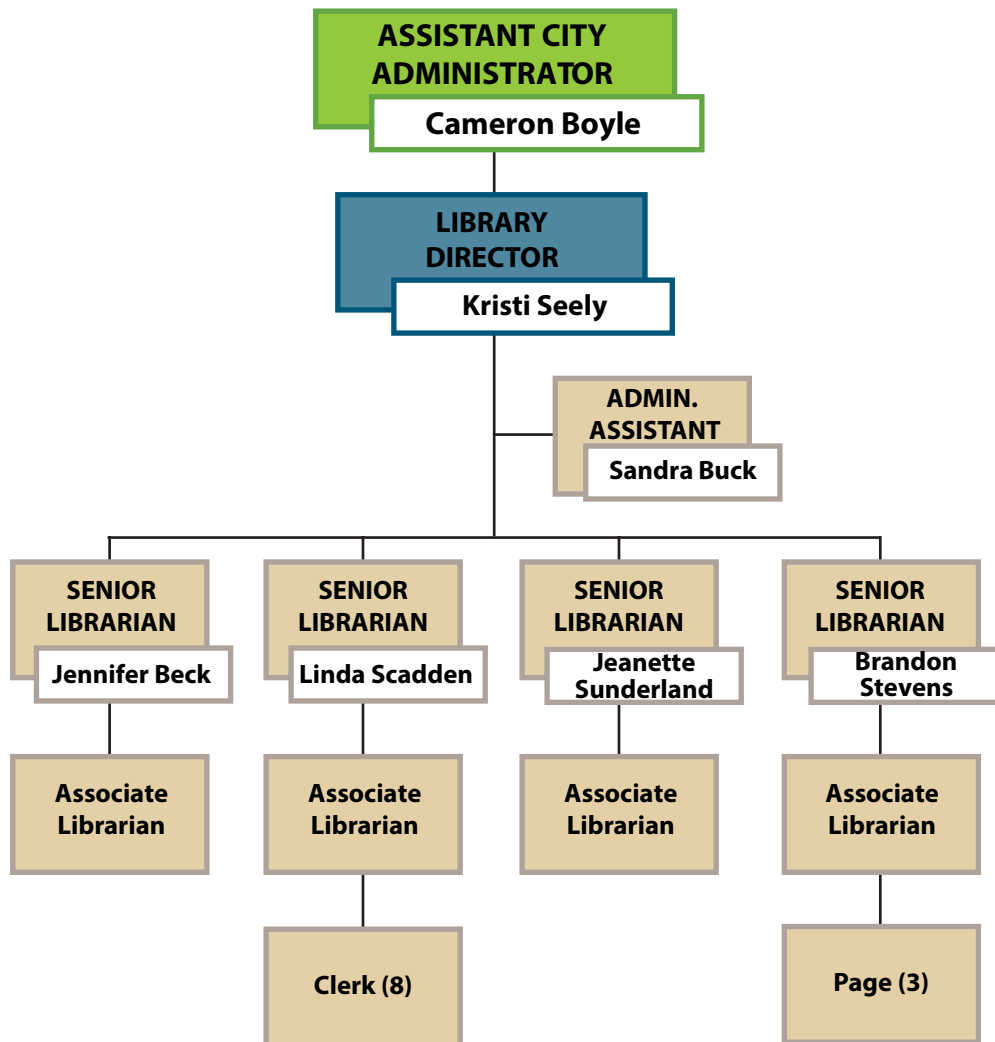 ASSISTANT CITY
ADMINISTRATOR
Cameron Boyle
LIBRARY
DIRECTOR
Kristi Seely
ADMIN.
ASSISTANT
Sandra Buck
SENIOR
LIBRARIAN
Jennifer Beck
SENIOR
LIBRARIAN
Linda Scadden
SENIOR
LIBRARIAN
Jeanette
Sunderland
SENIOR
LIBRARIAN
Brandon
Stevens
Associate
Librarian
Associate
Librarian
Associate
Librarian
Associate
Librarian
Clerk (8)
Page (3)